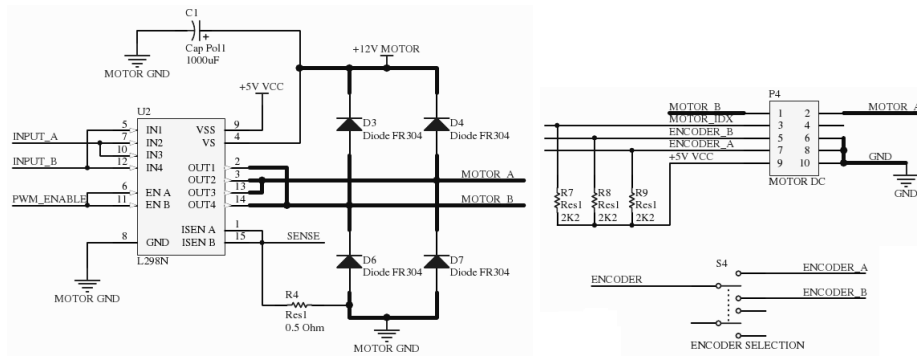 C1
Cap Pol1
1000uF
MOTOR GND
+12V MOTOR
+5V VCC
U2
INPUT_A
INPUT_B
PWM_ENABLE
5 IN1 VSS 9
7 IN2 VS 4
10 IN3
12 IN4 OUT1 2
OUT2 3
6 EN A OUT3 13
11 EN B OUT4 14
ISEN A 1
8 GND ISEN B 15
L298N
MOTOR GND
MOTOR_A
MOTOR_B
SENSE
D3
Diode FR304
D4
Diode FR304
D6
Diode FR304
D7
Diode FR304
R4
Res1
0.5 Ohm
MOTOR GND
P4
MOTOR_B 1 2 MOTOR_A
MOTOR_IDX 3 4
ENCODER_B 5 6
ENCODER_A 7 8
+5V VCC 9 10 GND
MOTOR DC
GND
R7
Res1
2K2
R8
Res1
2K2
R9
Res1
2K2
S4
ENCODER
ENCODER_A
ENCODER_B
ENCODER SELECTION